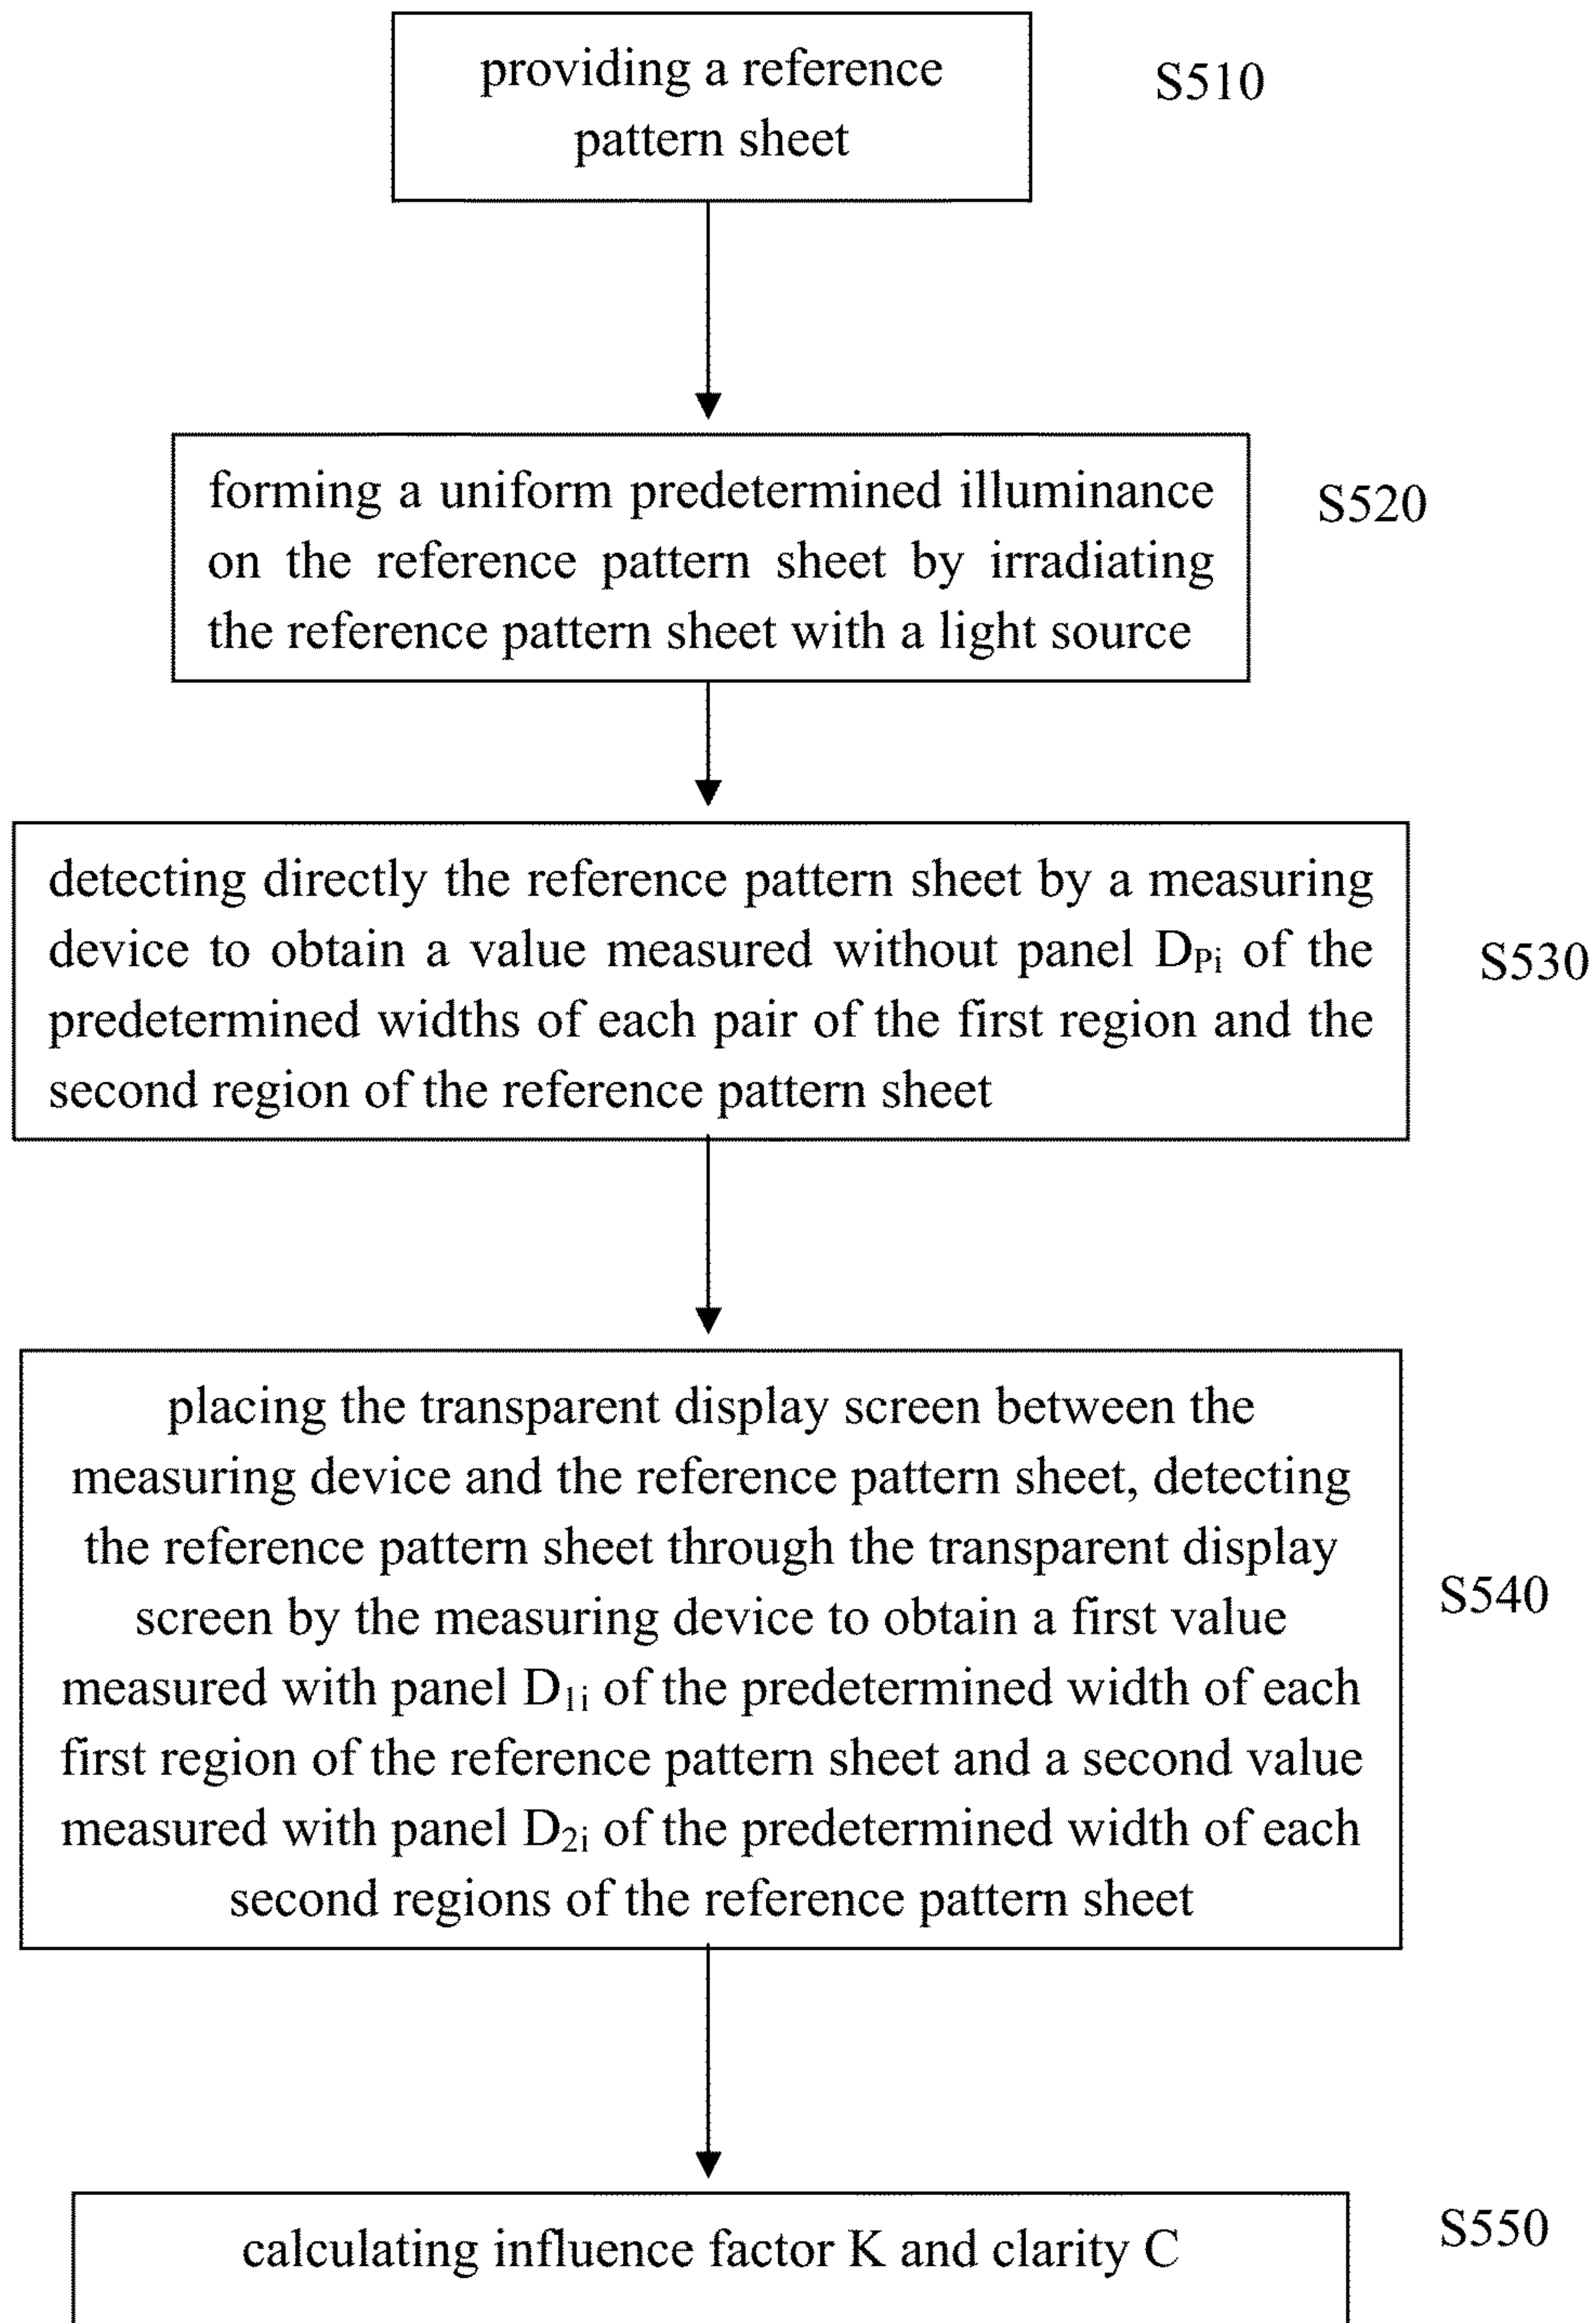 providing a reference
pattern sheet
S510
forming a uniform predetermined illuminance
on the reference pattern sheet by irradiating
the reference pattern sheet with a light source
S520
detecting directly the reference pattern sheet by a measuring
device to obtain a value measured without panel D_Pi of the
predetermined widths of each pair of the first region and the
second region of the reference pattern sheet
S530
placing the transparent display screen between the
measuring device and the reference pattern sheet, detecting
the reference pattern sheet through the transparent display
screen by the measuring device to obtain a first value
measured with panel D_1i of the predetermined width of each
first region of the reference pattern sheet and a second value
measured with panel D_2i of the predetermined width of each
second regions of the reference pattern sheet
S540
calculating influence factor K and clarity C
S550